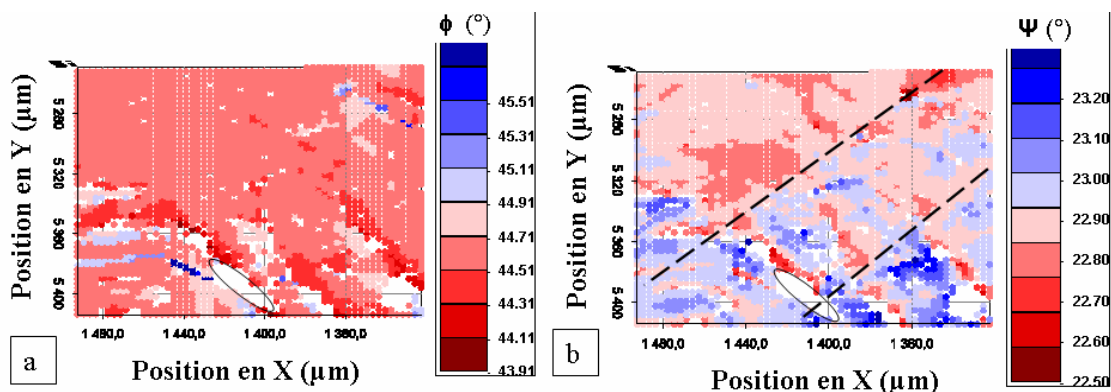 ϕ (°)
45.51
45.31
45.11
44.91
44.71
44.51
44.31
44.11
43.91
Position en Y (µm)
5 280
5 320
5 360
5 400
1 480,0 1 440,0 1 400,0 1 360,0
Position en X (µm)
a
Ψ (°)
23.20
23.10
23.00
22.90
22.80
22.70
22.60
22.50
Position en Y (µm)
5 280
5 320
5 360
5 400
1 480,0 1 440,0 1 400,0 1 360,0
Position en X (µm)
b